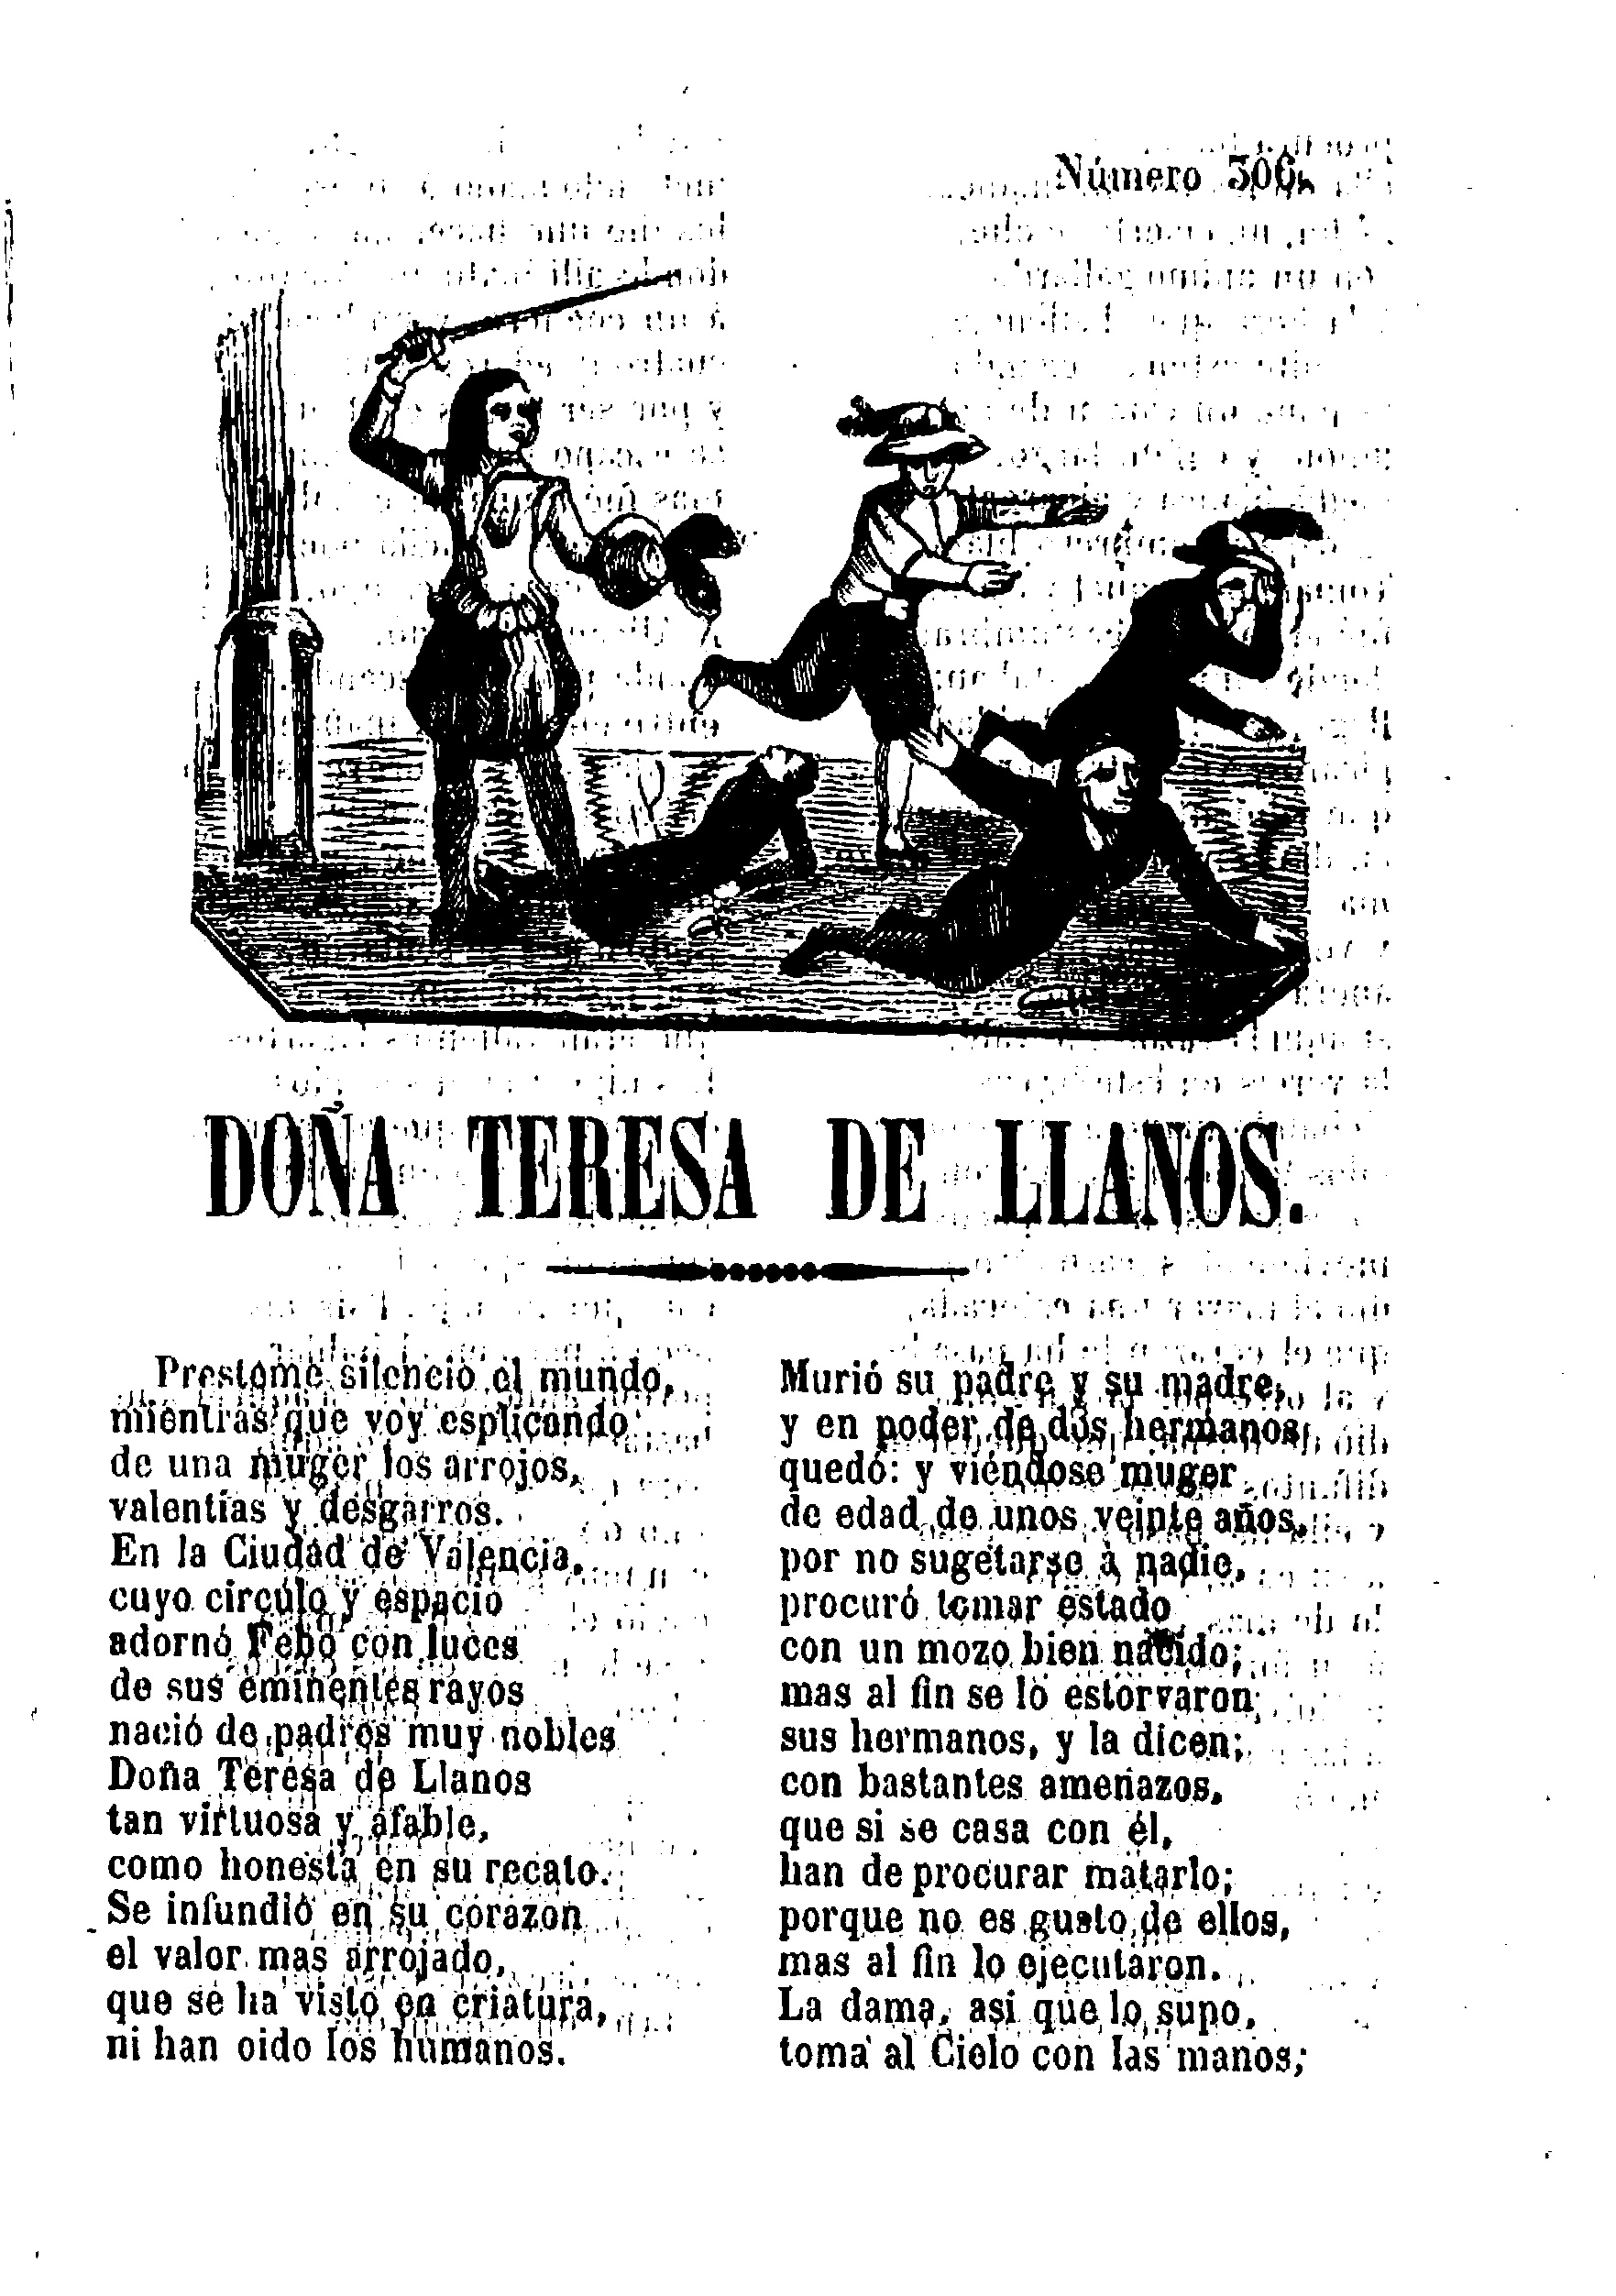 Número 306.
DOÑA TERESA DE LLANOS.
Presteme silencio el mundo,
mientras que voy esplicando
de una muger los arrojos,
valentías y desgarros.
En la Ciudad de Valencia,
cuyo circúlo y espacio
adornó Febo con luces
de sus eminentes rayos
nació de padres muy nobles
Doña Teresa de Llanos
tan virtuosa y afable,
como honesta en su recato.
Se infundió en su corazon
el valor mas arrojado,
que se ha visto en criatura,
ni han oido los humanos.
Murió su padre y su madre,
y en poder de dos hermanos
quedó: y viéndose muger
de edad de unos veinte años,
por no sugetarse à nadie,
procuró tomar estado
con un mozo bien nacido;
mas al fin se lo estorvaron
sus hermanos, y la dicen;
con bastantes amenazos,
que si se casa con él,
han de procurar matarlo;
porque no es gusto de ellos,
mas al fin lo ejecutaron.
La dama, asi que lo supo,
toma al Cielo con las manos;